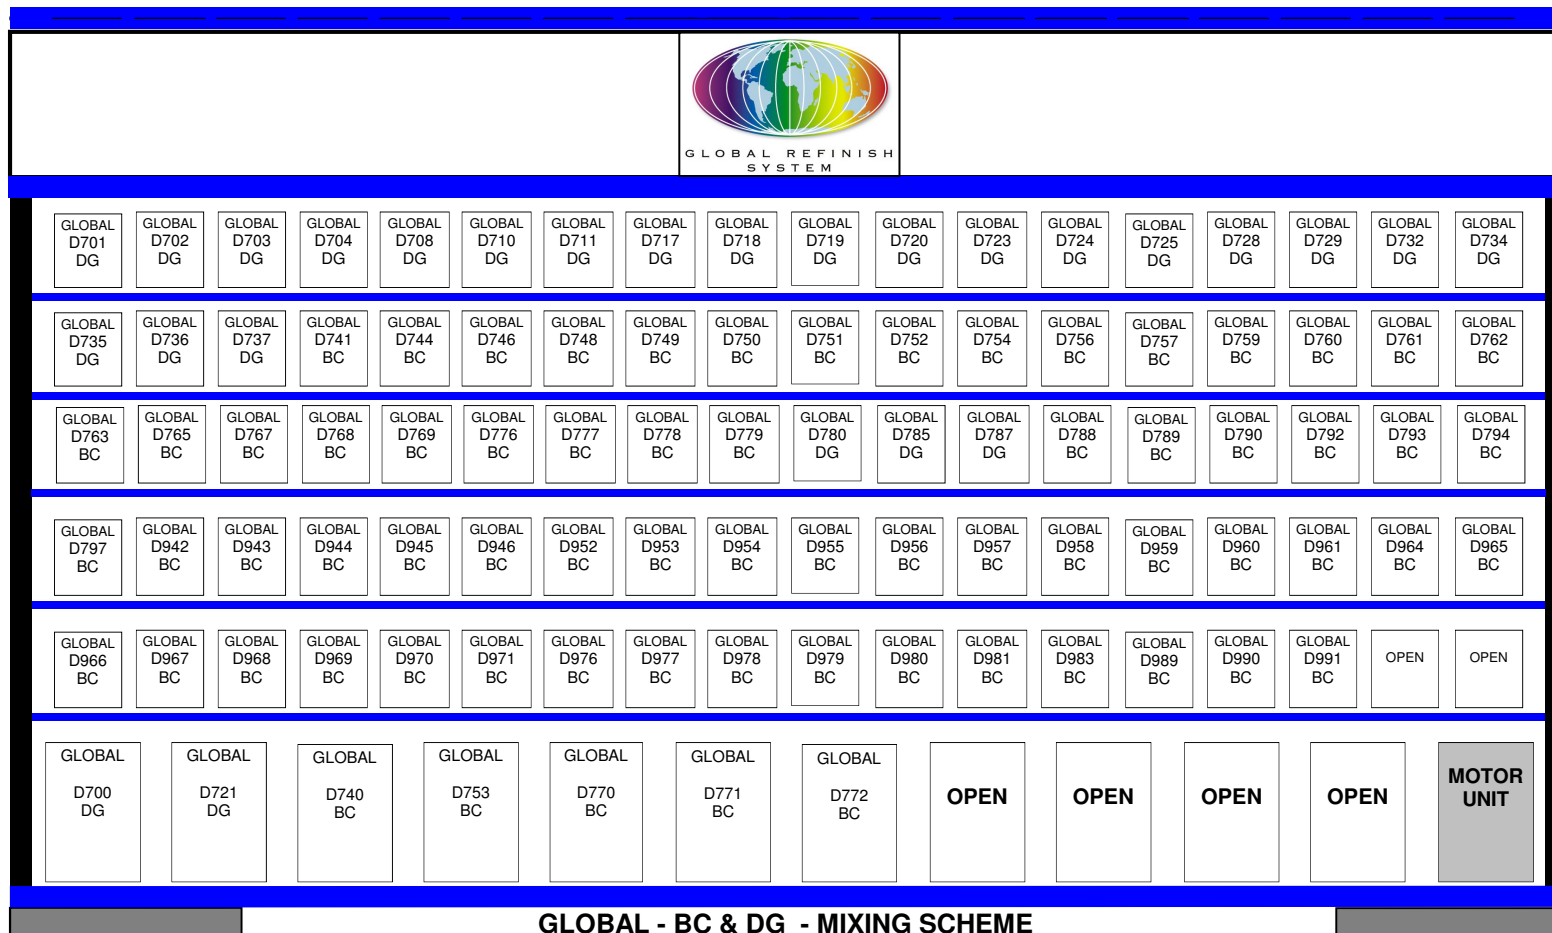 GLOBAL REFINISH
SYSTEM
GLOBAL GLOBAL GLOBAL GLOBAL GLOBAL GLOBAL GLOBAL GLOBAL GLOBAL GLOBAL GLOBAL GLOBAL GLOBAL GLOBAL GLOBAL GLOBAL GLOBAL GLOBAL
D701 D702 D703 D704 D708 D710 D711 D717 D718 D719 D720 D723 D724 D725 D728 D729 D732 D734
DG DG DG DG DG DG DG DG DG DG DG DG DG DG DG DG DG DG
GLOBAL GLOBAL GLOBAL GLOBAL GLOBAL GLOBAL GLOBAL GLOBAL GLOBAL GLOBAL GLOBAL GLOBAL GLOBAL GLOBAL GLOBAL GLOBAL GLOBAL GLOBAL
D735 D736 D737 D741 D744 D746 D748 D749 D750 D751 D752 D754 D756 D757 D759 D760 D761 D762
DG DG DG BC BC BC BC BC BC BC BC BC BC BC BC BC BC BC
GLOBAL GLOBAL GLOBAL GLOBAL GLOBAL GLOBAL GLOBAL GLOBAL GLOBAL GLOBAL GLOBAL GLOBAL GLOBAL GLOBAL GLOBAL GLOBAL GLOBAL GLOBAL
D763 D765 D767 D768 D769 D776 D777 D778 D779 D780 D785 D787 D788 D789 D790 D792 D793 D794
BC BC BC BC BC BC BC BC BC DG DG DG BC BC BC BC BC BC
GLOBAL GLOBAL GLOBAL GLOBAL GLOBAL GLOBAL GLOBAL GLOBAL GLOBAL GLOBAL GLOBAL GLOBAL GLOBAL GLOBAL GLOBAL GLOBAL GLOBAL GLOBAL
D797 D942 D943 D944 D945 D946 D952 D953 D954 D955 D956 D957 D958 D959 D960 D961 D964 D965
BC BC BC BC BC BC BC BC BC BC BC BC BC BC BC BC BC BC
GLOBAL GLOBAL GLOBAL GLOBAL GLOBAL GLOBAL GLOBAL GLOBAL GLOBAL GLOBAL GLOBAL GLOBAL GLOBAL GLOBAL GLOBAL GLOBAL
D966 D967 D968 D969 D970 D971 D976 D977 D978 D979 D980 D981 D983 D989 D990 D991 OPEN OPEN
BC BC BC BC BC BC BC BC BC BC BC BC BC BC BC BC
GLOBAL GLOBAL GLOBAL GLOBAL GLOBAL GLOBAL GLOBAL
D700 D721 D740 D753 D770 D771 D772 OPEN OPEN OPEN OPEN MOTOR
DG DG BC BC BC BC BC UNIT
GLOBAL - BC & DG - MIXING SCHEME